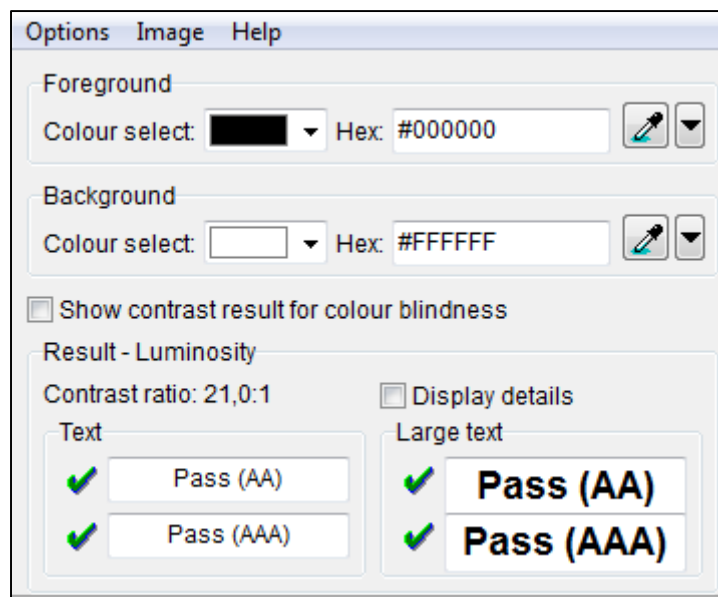 Options Image Help
Foreground
Colour select: Hex: #000000
Background
Colour select: Hex: #FFFFFF
Show contrast result for colour blindness
Result - Luminosity
Contrast ratio: 21,0:1 Display details
Text Large text
Pass (AA) Pass (AA)
Pass (AAA) Pass (AAA)